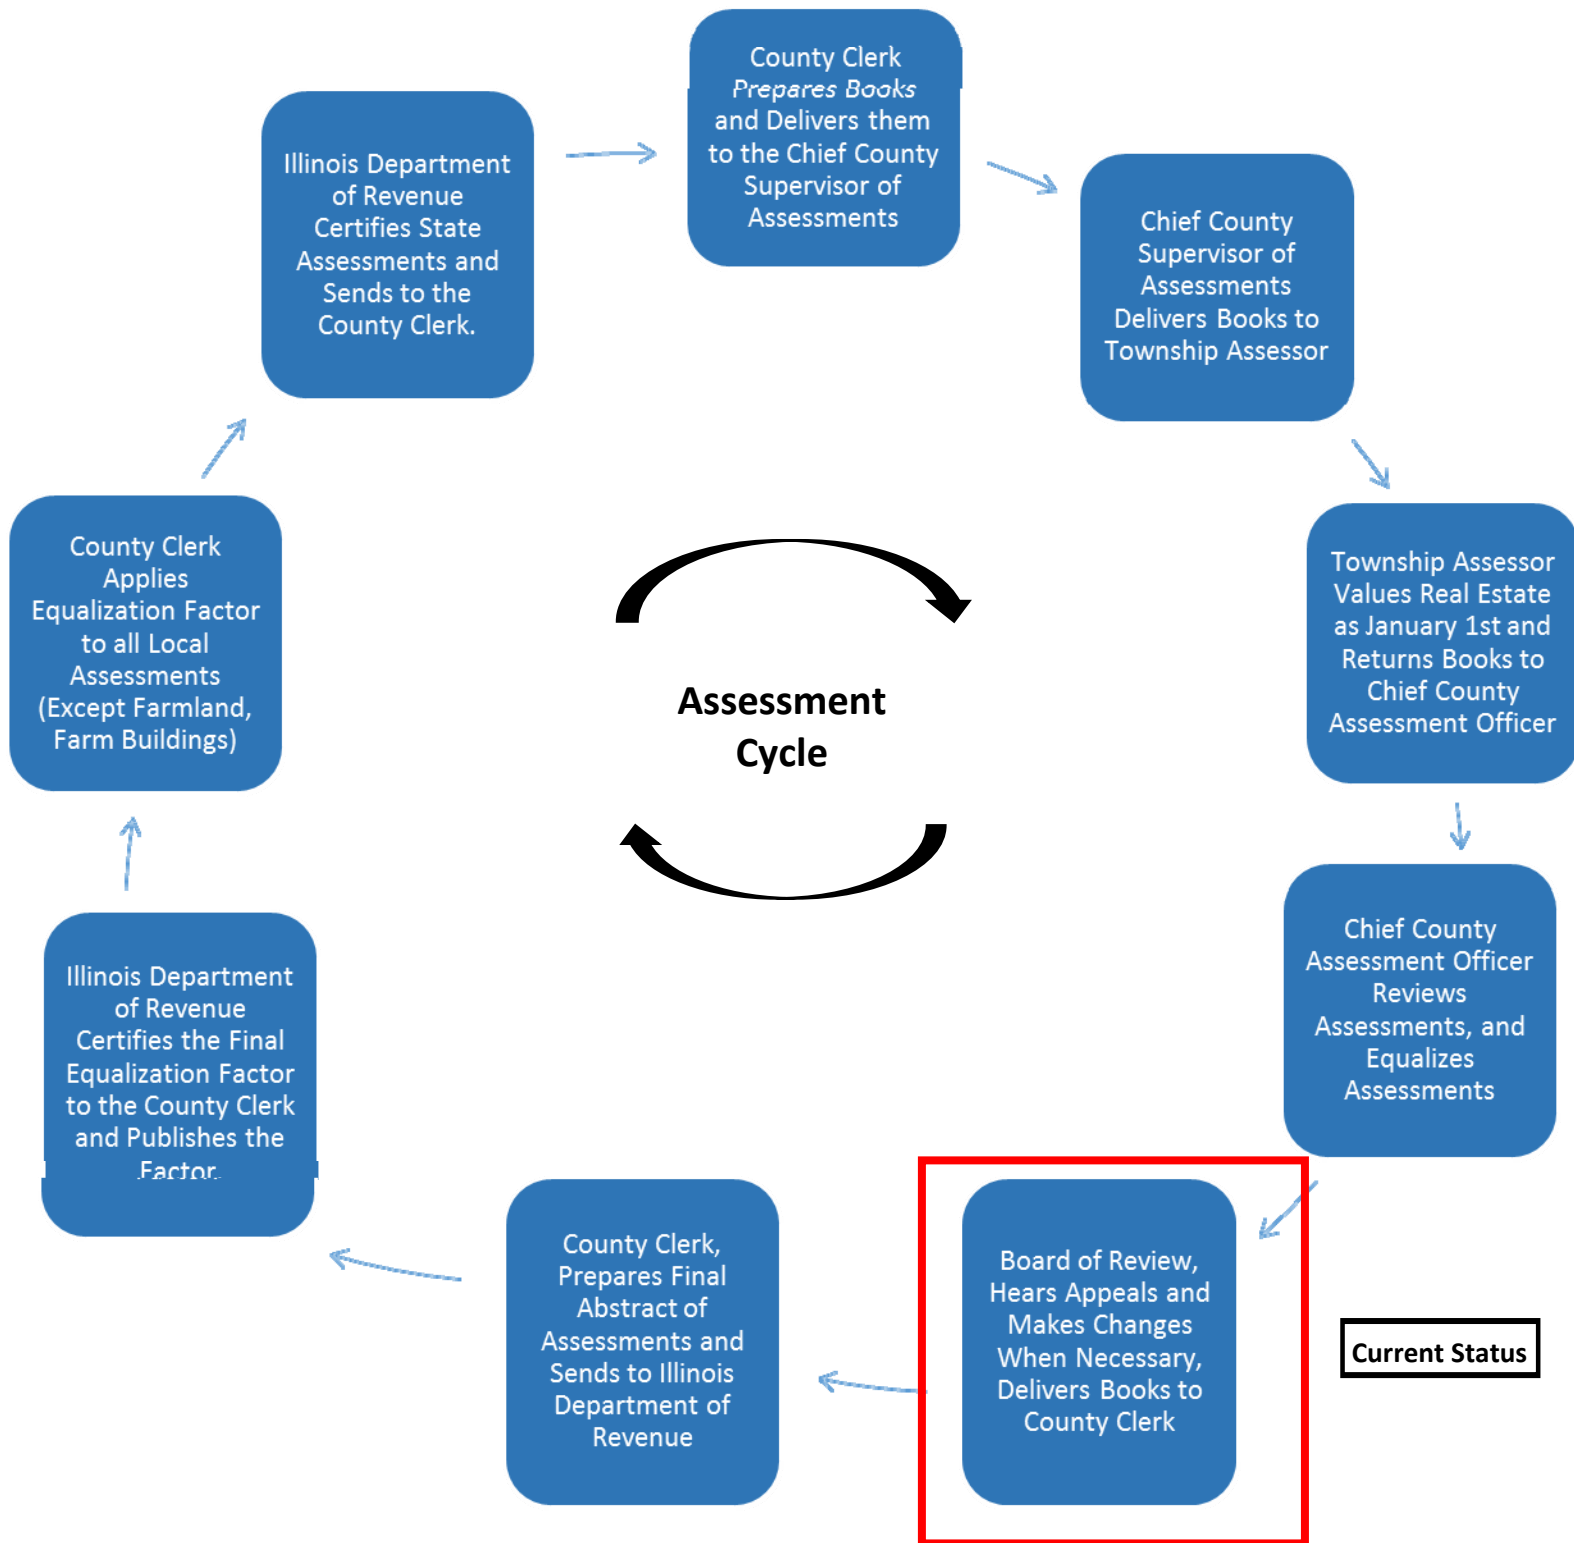 County Clerk
Prepares Books
and Delivers them
to the Chief County
Supervisor of
Assessments
Chief County
Supervisor of
Assessments
Delivers Books to
Township Assessor
Township Assessor
Values Real Estate
as January 1st and
Returns Books to
Chief County
Assessment Officer
Chief County
Assessment Officer
Reviews
Assessments, and
Equalizes
Assessments
Board of Review,
Hears Appeals and
Makes Changes
When Necessary,
Delivers Books to
County Clerk
Current Status
County Clerk,
Prepares Final
Abstract of
Assessments and
Sends to Illinois
Department of
Revenue
Illinois Department
of Revenue
Certifies the Final
Equalization Factor
to the County Clerk
and Publishes the
Factor.
County Clerk
Applies
Equalization Factor
to all Local
Assessments
(Except Farmland,
Farm Buildings)
Illinois Department
of Revenue
Certifies State
Assessments and
Sends to the
County Clerk.
Assessment
Cycle